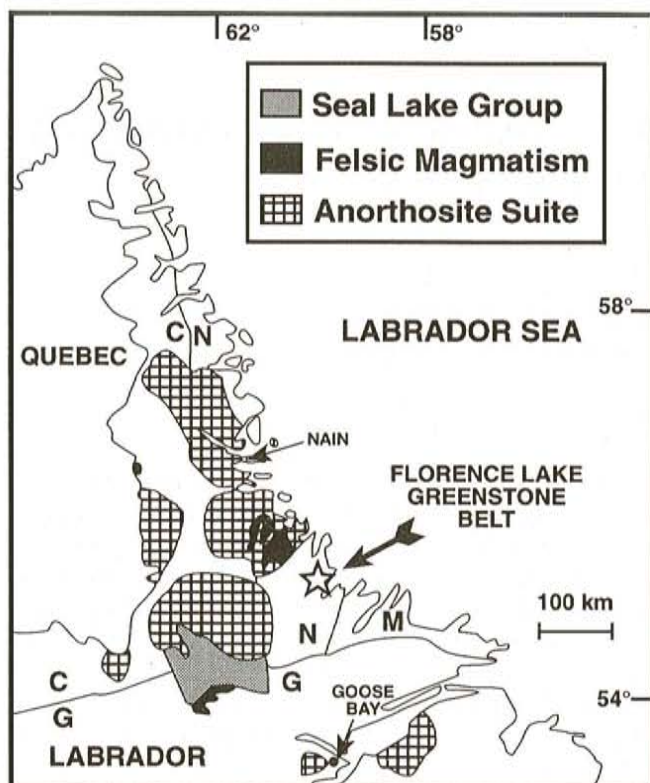 62°
58°
Seal Lake Group
Felsic Magmatism
Anorthosite Suite
58°
C N
LABRADOR SEA
QUEBEC
NAIN
FLORENCE LAKE
GREENSTONE
BELT
100 km
N
M
C
G
G
GOOSE
BAY
54°
LABRADOR